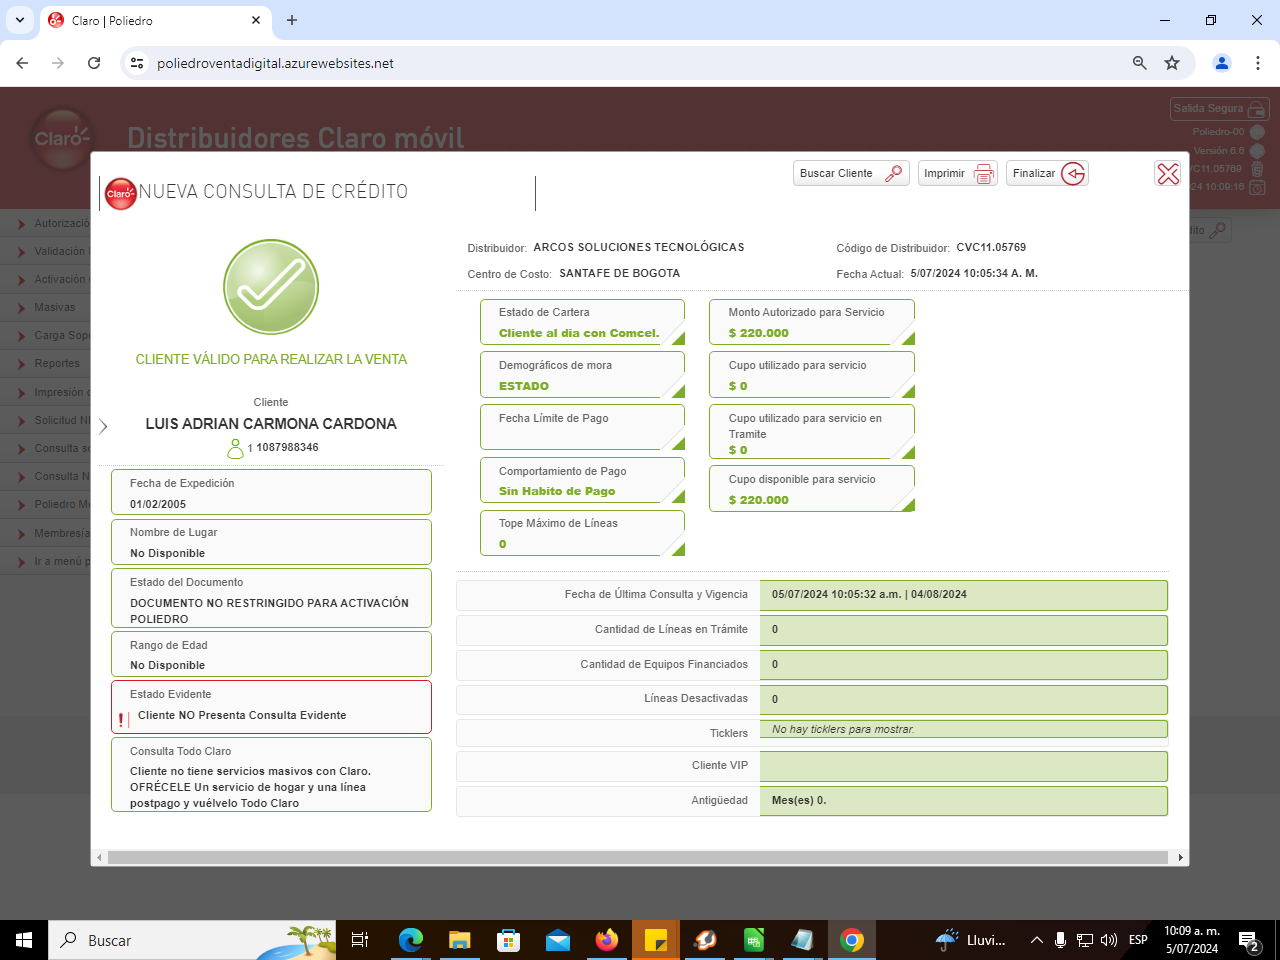 Claro | Poliedro
poliedroventadigital.azurewebsites.net
Claro
Distribuidores Claro móvil
Salida Segura
Poliedro-00
Versión 6.6
VC11.05769
24 10:09:16
Claro
NUEVA CONSULTA DE CRÉDITO
Buscar Cliente
Imprimir
Finalizar
Autorizació
Validación
Activación
Masivas
Carga Sop
Reportes
Impresión
Solicitud N
Consulta s
Consulta N
Poliedro M
Membresía
Ir a menú p
dito
CLIENTE VÁLIDO PARA REALIZAR LA VENTA
Cliente
LUIS ADRIAN CARMONA CARDONA
1 1087988346
Fecha de Expedición
01/02/2005
Nombre de Lugar
No Disponible
Estado del Documento
DOCUMENTO NO RESTRINGIDO PARA ACTIVACIÓN
POLIEDRO
Rango de Edad
No Disponible
Estado Evidente
! Cliente NO Presenta Consulta Evidente
Consulta Todo Claro
Cliente no tiene servicios masivos con Claro.
OFRÉCELE Un servicio de hogar y una línea
postpago y vuélvelo Todo Claro
Distribuidor: ARCOS SOLUCIONES TECNOLÓGICAS
Código de Distribuidor: CVC11.05769
Centro de Costo: SANTAFE DE BOGOTA
Fecha Actual: 5/07/2024 10:05:34 A. M.
Estado de Cartera
Cliente al dia con Comcel.
Demográficos de mora
ESTADO
Fecha Límite de Pago
Comportamiento de Pago
Sin Habito de Pago
Tope Máximo de Líneas
0
Monto Autorizado para Servicio
$ 220.000
Cupo utilizado para servicio
$ 0
Cupo utilizado para servicio en
Tramite
$ 0
Cupo disponible para servicio
$ 220.000
Fecha de Última Consulta y Vigencia 05/07/2024 10:05:32 a.m. | 04/08/2024
Cantidad de Líneas en Trámite 0
Cantidad de Equipos Financiados 0
Líneas Desactivadas 0
Ticklers No hay ticklers para mostrar.
Cliente VIP
Antigüedad Mes(es) 0.
Buscar
Lluvi...
ESP
10:09 a. m.
5/07/2024
2